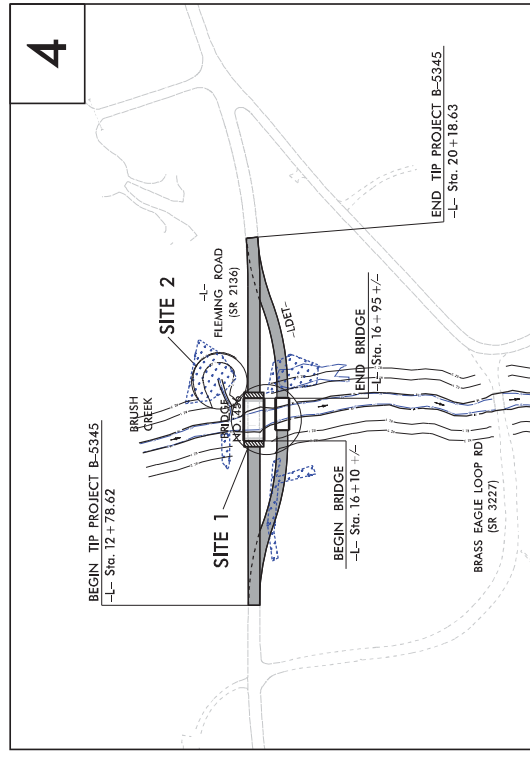 4
BEGIN TIP PROJECT B–5345
–L– Sta. 12 + 78.62
BRUSH
CREEK
SITE 2
–L–
FLEMING ROAD
(SR 2136)
END TIP PROJECT B–5345
–L– Sta. 20 + 18.63
BRIDGE
NO.
SITE 1
–LDET–
BEGIN BRIDGE
–L– Sta. 16 + 10 +/–
END BRIDGE
–L– Sta. 16 + 95 +/–
BRASS EAGLE LOOP RD
(SR 3227)